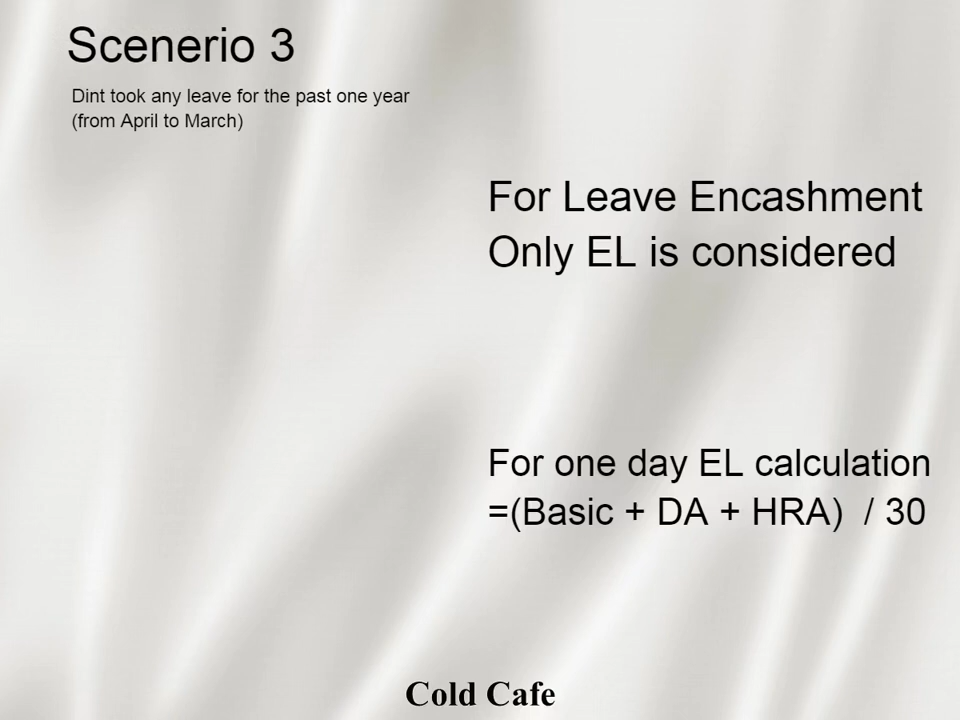 Scenerio 3
Dint took any leave for the past one year
(from April to March)
For Leave Encashment
Only EL is considered
For one day EL calculation
=(Basic + DA + HRA) / 30
Cold Cafe